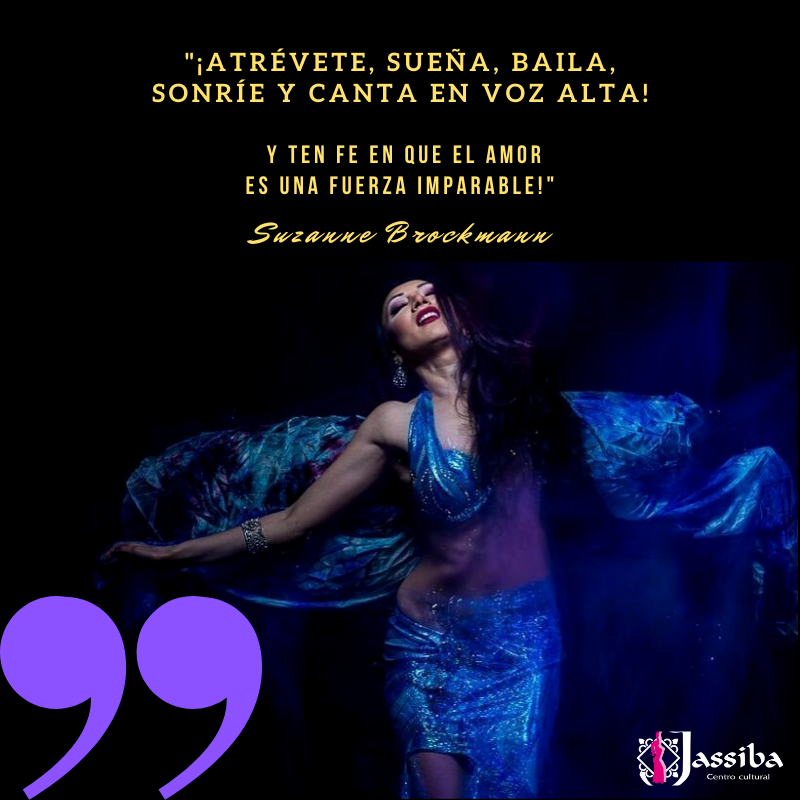 "¡ATRÉVETE, SUEÑA, BAILA,
SONRÍE Y CANTA EN VOZ ALTA!
Y TEN FE EN QUE EL AMOR
ES UNA FUERZA IMPARABLE!"
Suzanne Brockmann
Jassiba
Centro cultural